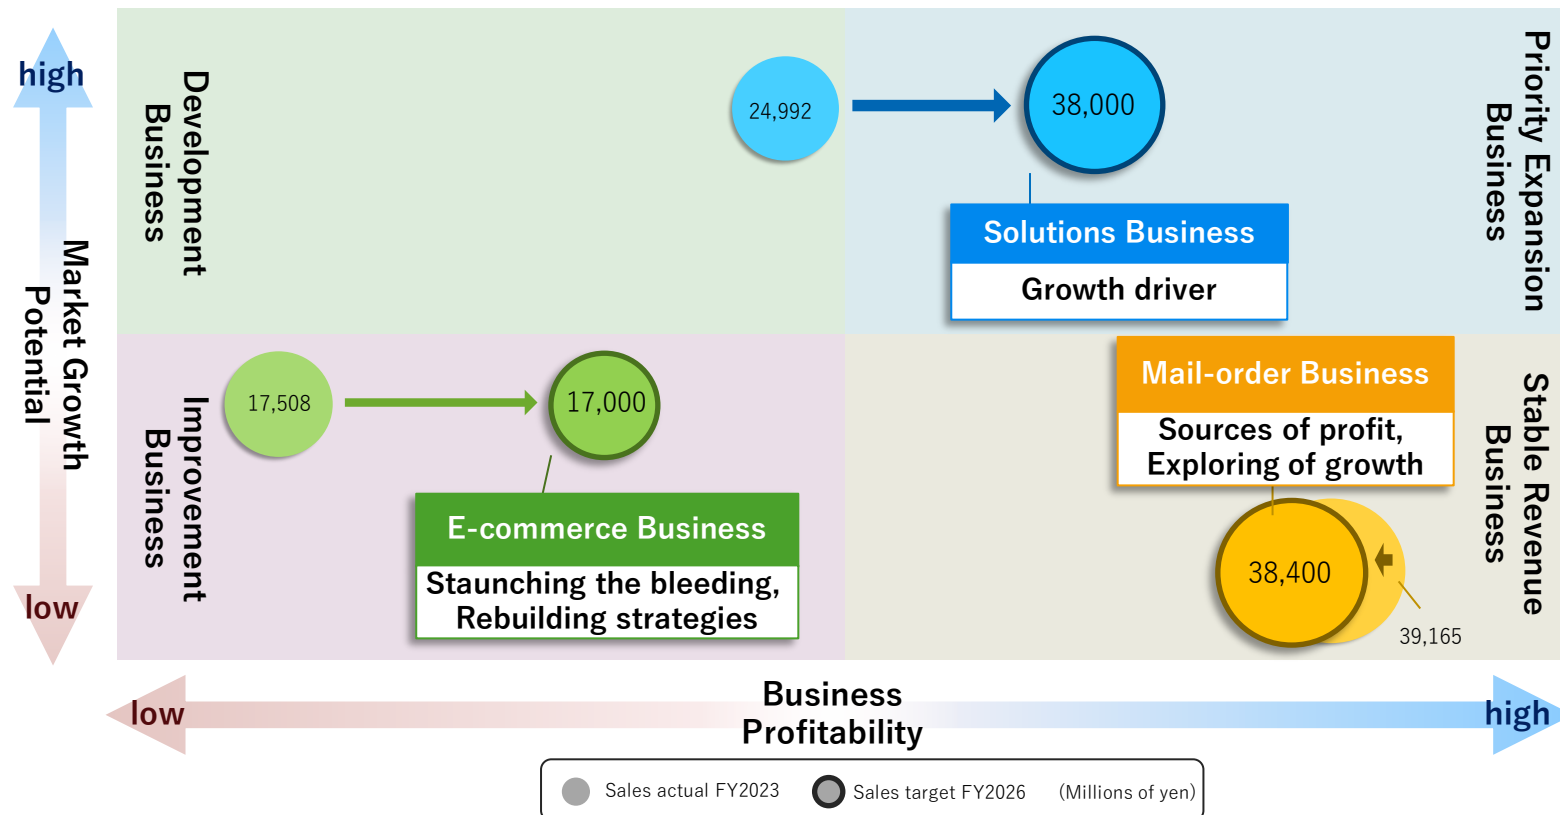 high
Market Growth
Potential
low
Development
Business
24,992
38,000
Solutions Business
Growth driver
Priority Expansion
Business
Improvement
Business
17,508
17,000
E-commerce Business
Staunching the bleeding,
Rebuilding strategies
Mail-order Business
Sources of profit,
Exploring of growth
38,400
39,165
Stable Revenue
Business
low
Business
Profitability
high
Sales actual FY2023
Sales target FY2026
(Millions of yen)